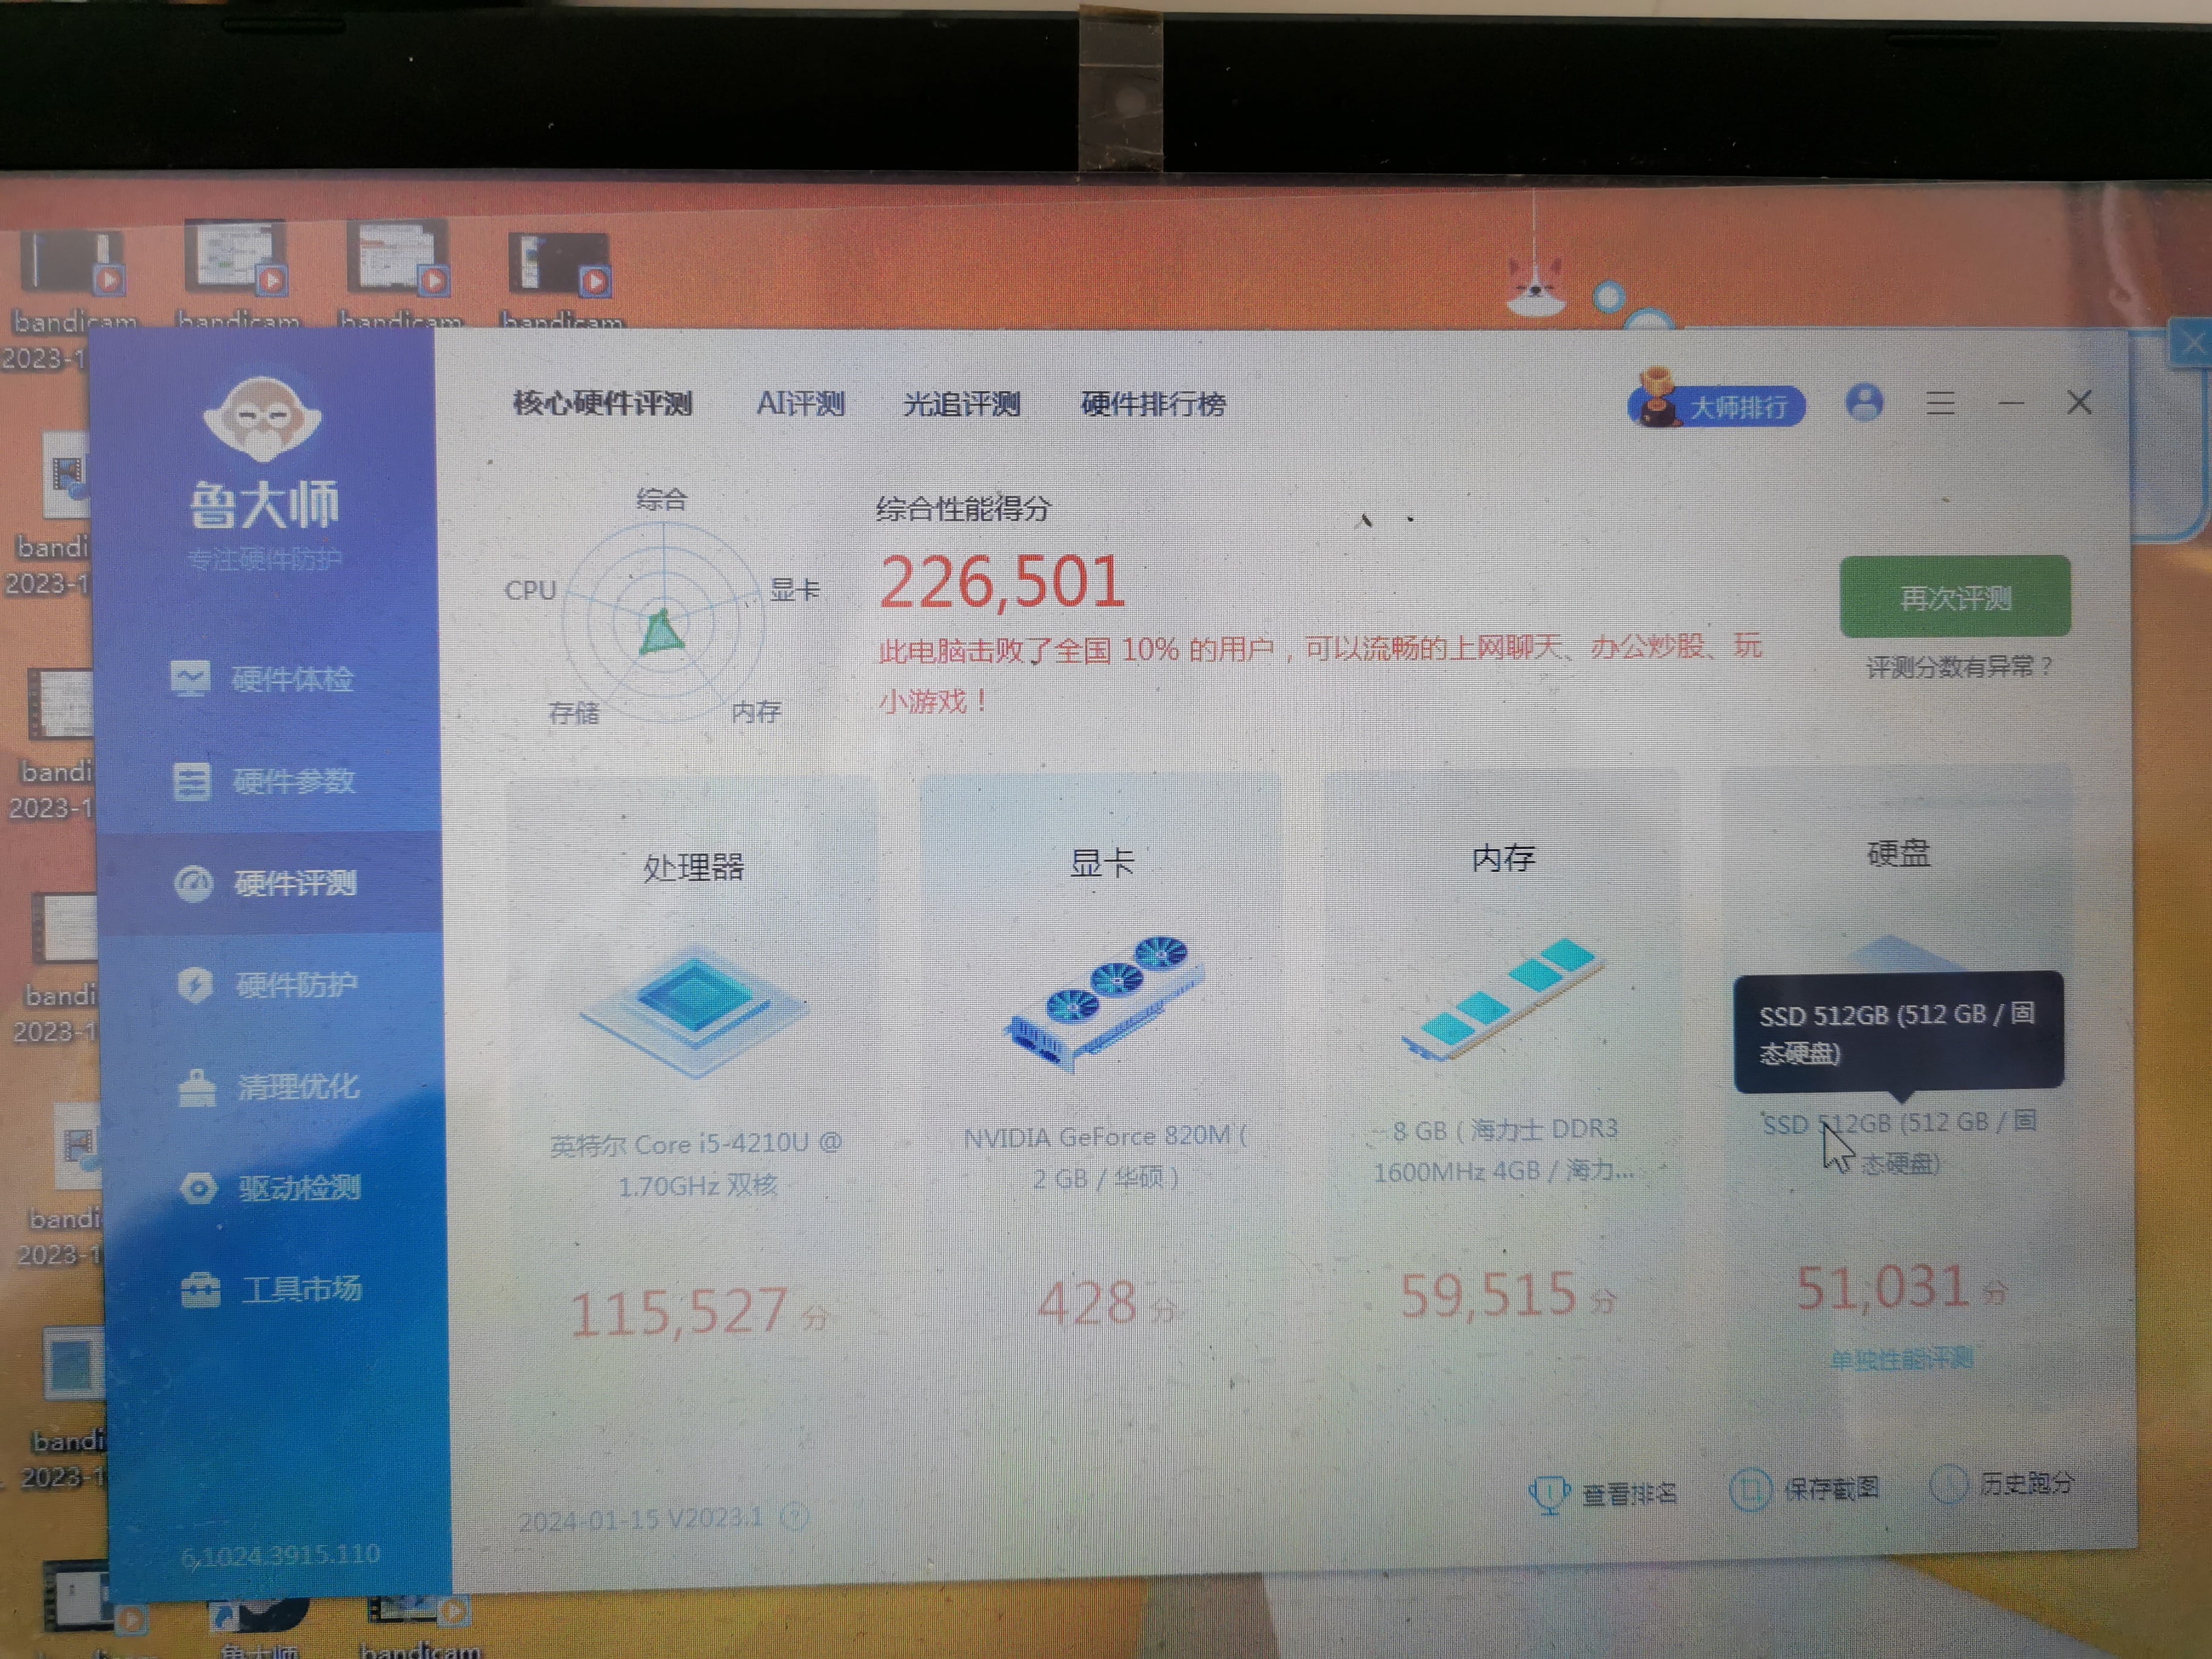 bandicam
bandicam
bandicam
bandicam
2023-1
核心硬件评测
AI评测
光追评测
硬件排行榜
大师排行
鲁大师
专注硬件防护
综合
CPU
显卡
存储
内存
综合性能得分
226,501
此电脑击败了全国 10% 的用户，可以流畅的上网聊天、办公炒股、玩
小游戏！
再次评测
评测分数有异常？
bandi
2023-1
硬件体检
硬件参数
硬件评测
硬件防护
清理优化
驱动检测
工具市场
bandi
2023-1
bandi
2023-1
bandi
2023-1
bandi
2023-1
处理器
英特尔 Core i5-4210U @
1.70GHz 双核
115,527 分
显卡
NVIDIA GeForce 820M (
2 GB / 华硕 )
428 分
内存
8 GB ( 海力士 DDR3
1600MHz 4GB / 海力...
59,515 分
硬盘
SSD 512GB (512 GB / 固
态硬盘)
SSD 512GB (512 GB / 固
态硬盘)
51,031 分
单独性能评测
2024-01-15 V2023.1
查看排名
保存截图
历史跑分
6.1024.3915.110
鲁大师
bandicam